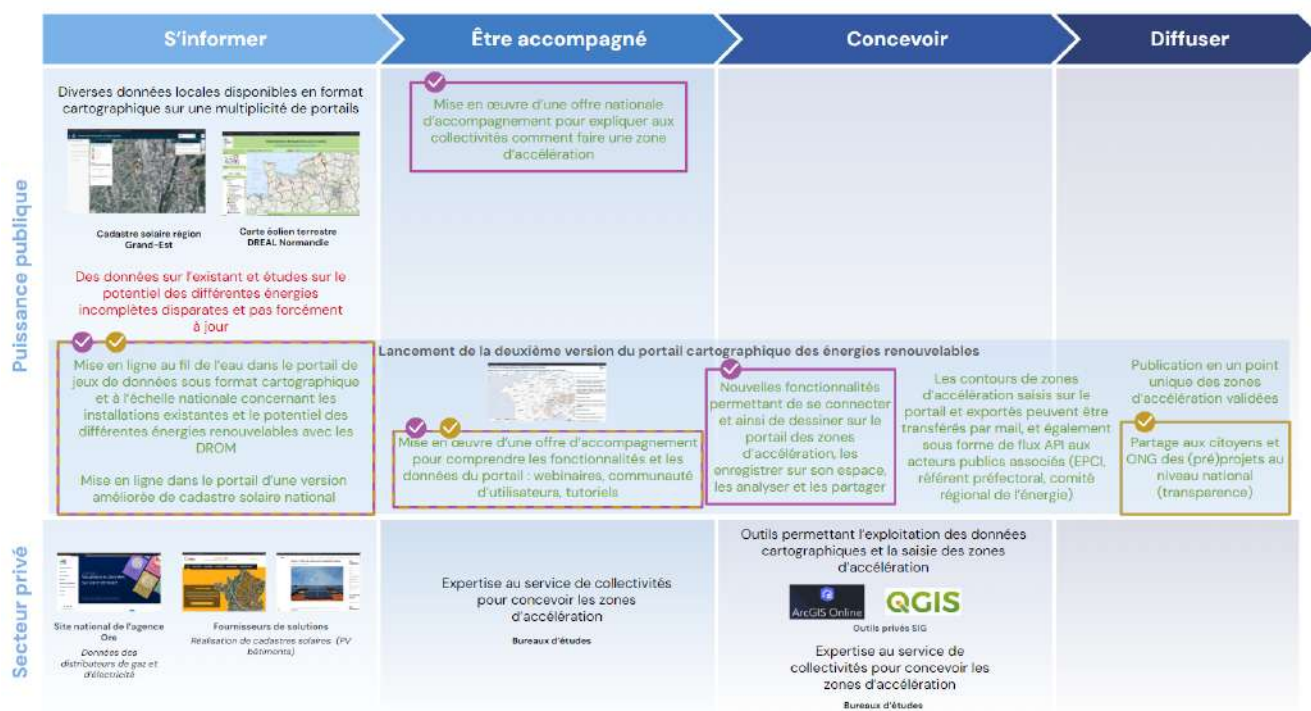 S'informer
Être accompagné
Concevoir
Diffuser
Puissance publique
Diverses données locales disponibles en format
cartographique sur une multiplicité de portails
Cadastre solaire région
Grand-Est
Carte éolien terrestre
DREAL Normandie
Des données sur l'existant et études sur le
potentiel des différentes énergies
incomplètes disparates et pas forcément
à jour
Mise en œuvre d'une offre nationale
d'accompagnement pour expliquer aux
collectivités comment faire une zone
d'accélération
Lancement de la deuxième version du portail cartographique des énergies renouvelables
Mise en ligne au fil de l'eau dans le portail de
jeux de données sous format cartographique
et à l'échelle nationale concernant les
installations existantes et le potentiel des
différentes énergies renouvelables avec les
DROM
Mise en ligne dans le portail d'une version
améliorée de cadastre solaire national
Mise en œuvre d'une offre d'accompagnement
pour comprendre les fonctionnalités et les
données du portail : webinaires, communauté
d'utilisateurs, tutoriels
Nouvelles fonctionnalités
permettant de se connecter
et ainsi de dessiner sur le
portail des zones
d'accélération, les
enregistrer sur son espace,
les analyser et les partager
Les contours de zones
d'accélération saisis sur le
portail et exportés peuvent être
transférés par mail, et également
sous forme de flux API aux
acteurs publics associés (EPCI,
référent préfectoral, comité
régional de l'énergie)
Publication en un point
unique des zones
d'accélération validées
Partage aux citoyens et
ONG des (pré)projets au
niveau national
(transparence)
Secteur privé
Site national de l'agence
Ore
Données des
distributeurs de gaz et
d'électricité
Fournisseurs de solutions
Réalisation de cadastres solaires (PV
bâtiments)
Expertise au service de collectivités
pour concevoir les zones
d'accélération
Bureaux d'études
Outils permettant l'exploitation des données
cartographiques et la saisie des zones
d'accélération
ArcGIS Online
QGIS
Outils privés SIG
Expertise au service de
collectivités pour concevoir les
zones d'accélération
Bureaux d'études